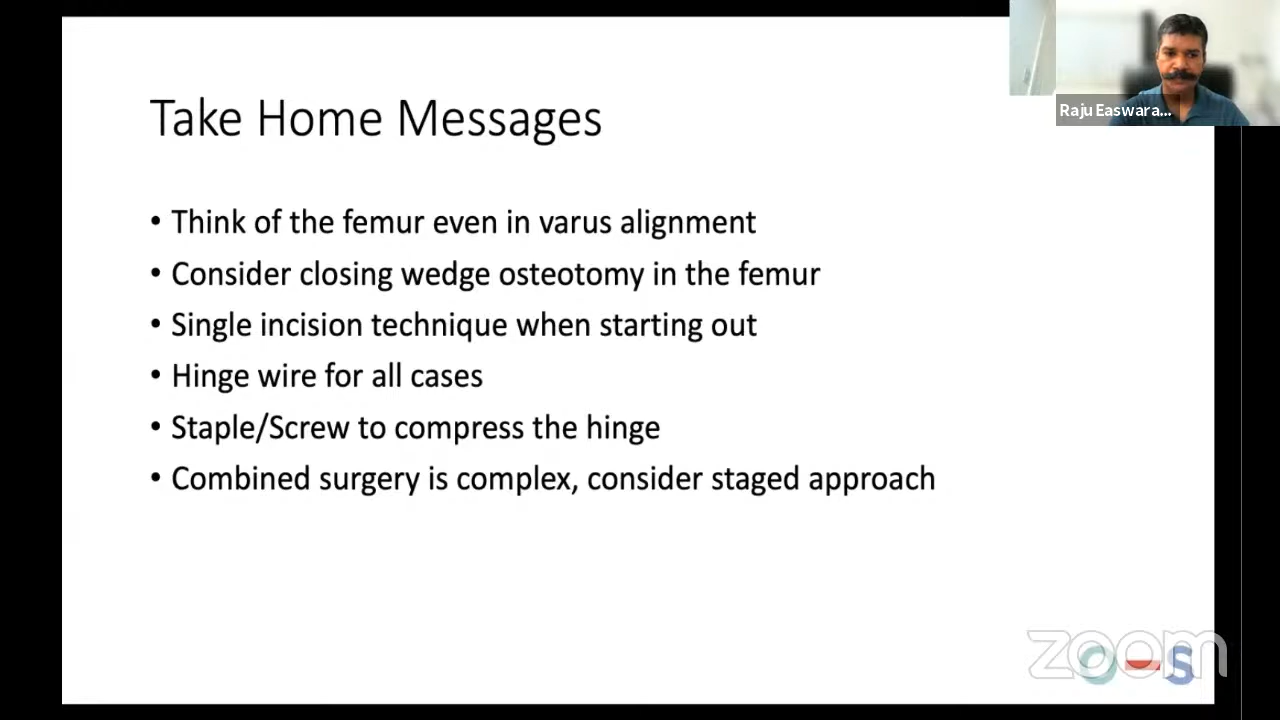 Raju Easwara...
Take Home Messages
• Think of the femur even in varus alignment
• Consider closing wedge osteotomy in the femur
• Single incision technique when starting out
• Hinge wire for all cases
• Staple/Screw to compress the hinge
• Combined surgery is complex, consider staged approach
zoom